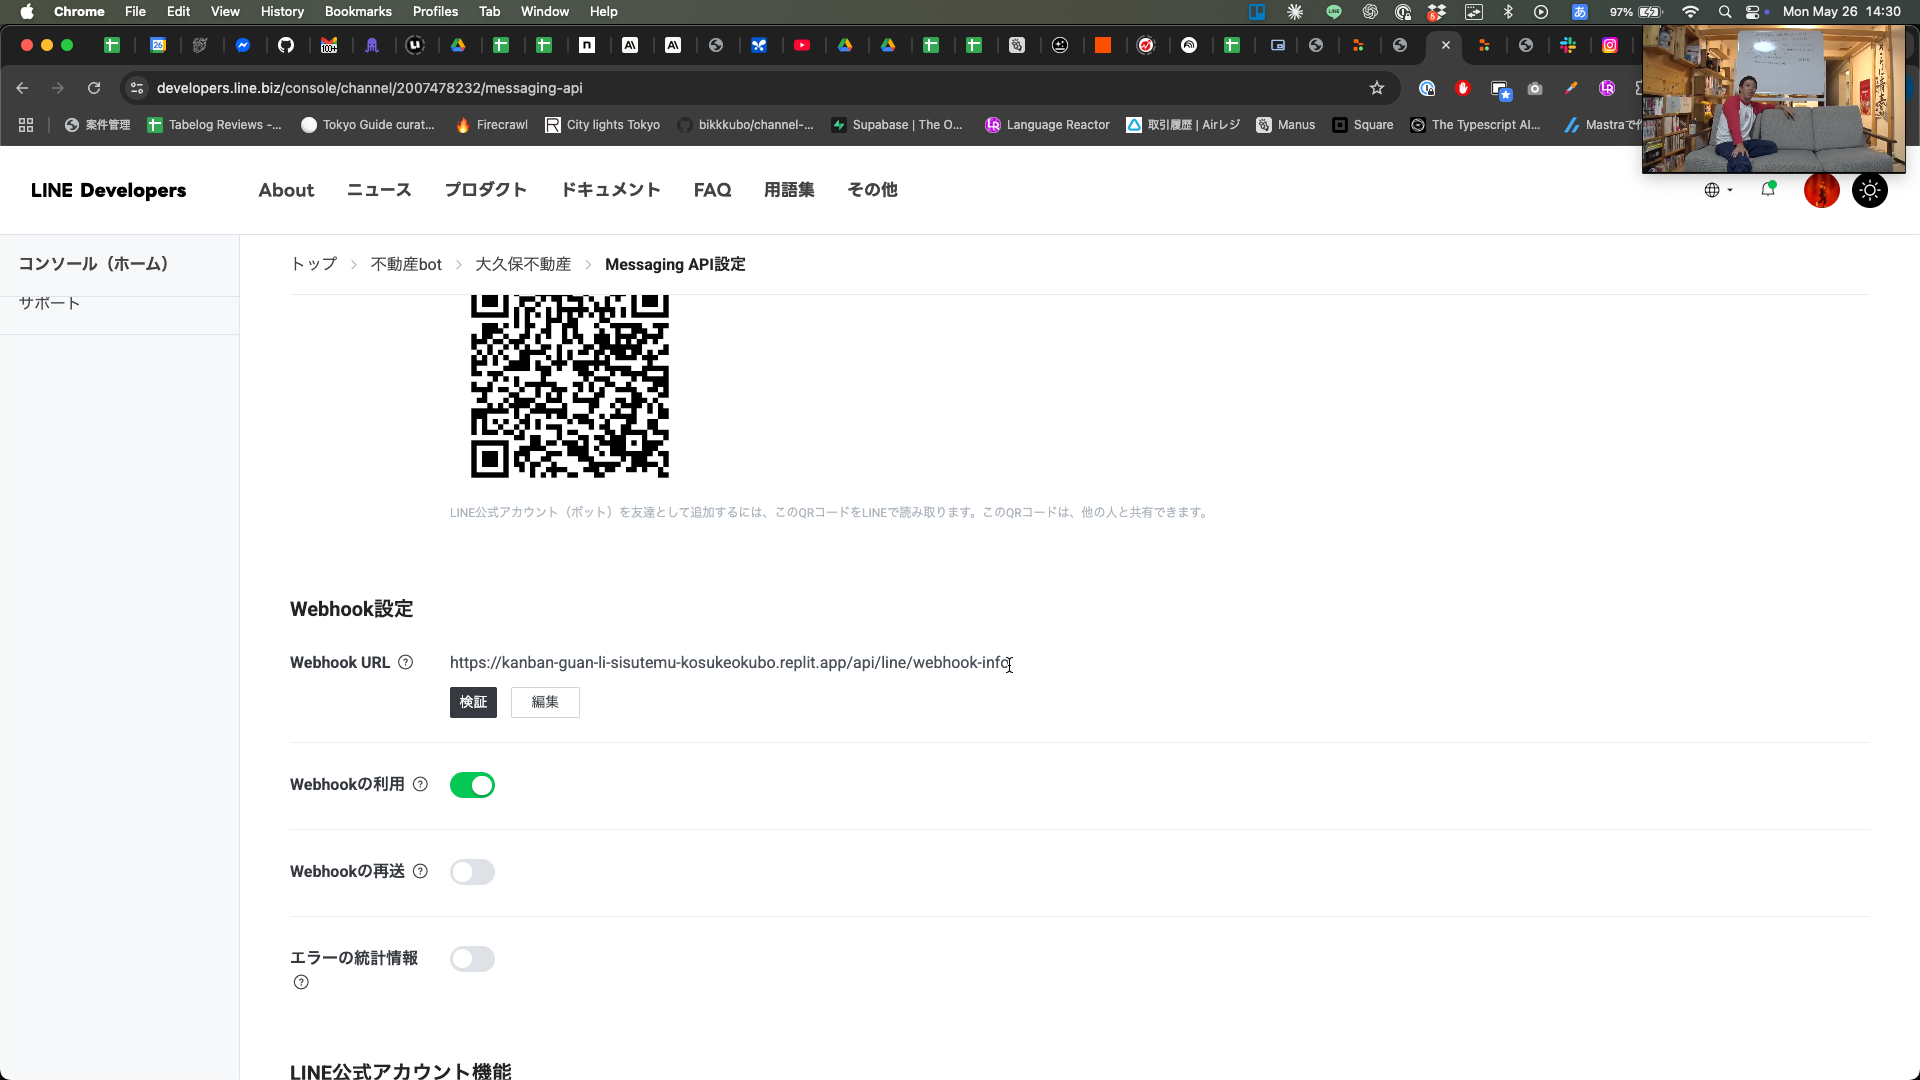 Chrome File Edit View History Bookmarks Profiles Tab Window Help
97% Mon May 26 14:30
developers.line.biz/console/channel/2007478232/messaging-api
案件管理 Tabelog Reviews -... Tokyo Guide curat... Firecrawl City lights Tokyo bikkkubo/channel-... Supabase | The O... Language Reactor 取引履歴 | Airレジ Manus Square The Typescript AI... Mastraで
LINE Developers About ニュース プロダクト ドキュメント FAQ 用語集 その他
コンソール（ホーム）
サポート
トップ 不動産bot 大久保不動産 Messaging API設定
LINE公式アカウント（ボット）を友達として追加するには、このQRコードをLINEで読み取ります。このQRコードは、他の人と共有できます。
Webhook設定
Webhook URL https://kanban-guan-li-sisutemu-kosukeokubo.replit.app/api/line/webhook-info
検証 編集
Webhookの利用
Webhookの再送
エラーの統計情報
LINE公式アカウント機能